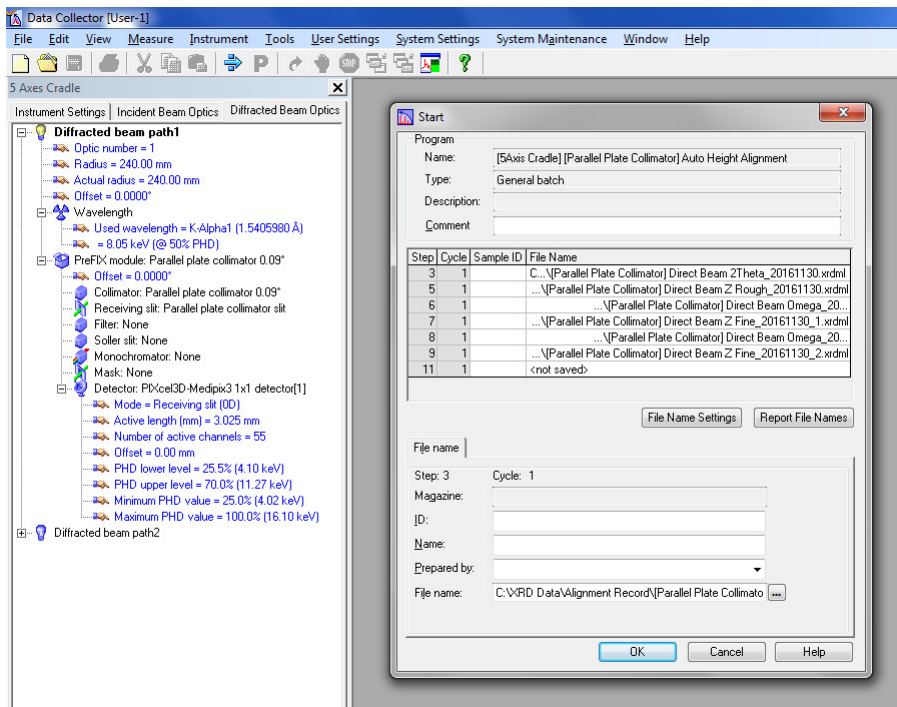 Data Collector [User-1]
File Edit View Measure Instrument Tools User Settings System Settings System Maintenance Window Help
P STOP ?
5 Axes Cradle
Instrument Settings Incident Beam Optics Diffracted Beam Optics
Diffracted beam path1
Optic number = 1
Radius = 240.00 mm
Actual radius = 240.00 mm
Offset = 0.0000°
Wavelength
Used wavelength = K-Alpha1 (1.5405980 Å)
= 8.05 keV (@ 50% PHD)
PreFIX module: Parallel plate collimator 0.09°
Offset = 0.0000°
Collimator: Parallel plate collimator 0.09°
Receiving slit: Parallel plate collimator slit
Filter: None
Soller slit: None
Monochromator: None
Mask: None
Detector: PIXcel3D-Medipix3 1x1 detector[1]
Mode = Receiving slit (0D)
Active length (mm) = 3.025 mm
Number of active channels = 55
Offset = 0.00 mm
PHD lower level = 25.5% (4.10 keV)
PHD upper level = 70.0% (11.27 keV)
Minimum PHD value = 25.0% (4.02 keV)
Maximum PHD value = 100.0% (16.10 keV)
Diffracted beam path2
Start
Program
Name: [5Axis Cradle] [Parallel Plate Collimator] Auto Height Alignment
Type: General batch
Description:
Comment
Step Cycle Sample ID File Name
3 1 C...\[Parallel Plate Collimator] Direct Beam 2Theta_20161130.xrdml
5 1 ...\[Parallel Plate Collimator] Direct Beam Z Rough_20161130.xrdml
6 1 ...\[Parallel Plate Collimator] Direct Beam Omega_20...
7 1 ...\[Parallel Plate Collimator] Direct Beam Z Fine_20161130_1.xrdml
8 1 ...\[Parallel Plate Collimator] Direct Beam Omega_20...
9 1 ...\[Parallel Plate Collimator] Direct Beam Z Fine_20161130_2.xrdml
11 1 <not saved>
File Name Settings Report File Names
File name
Step: 3 Cycle: 1
Magazine:
ID:
Name:
Prepared by:
File name: C:\XRD Data\Alignment Record\[Parallel Plate Collimato ...
OK Cancel Help